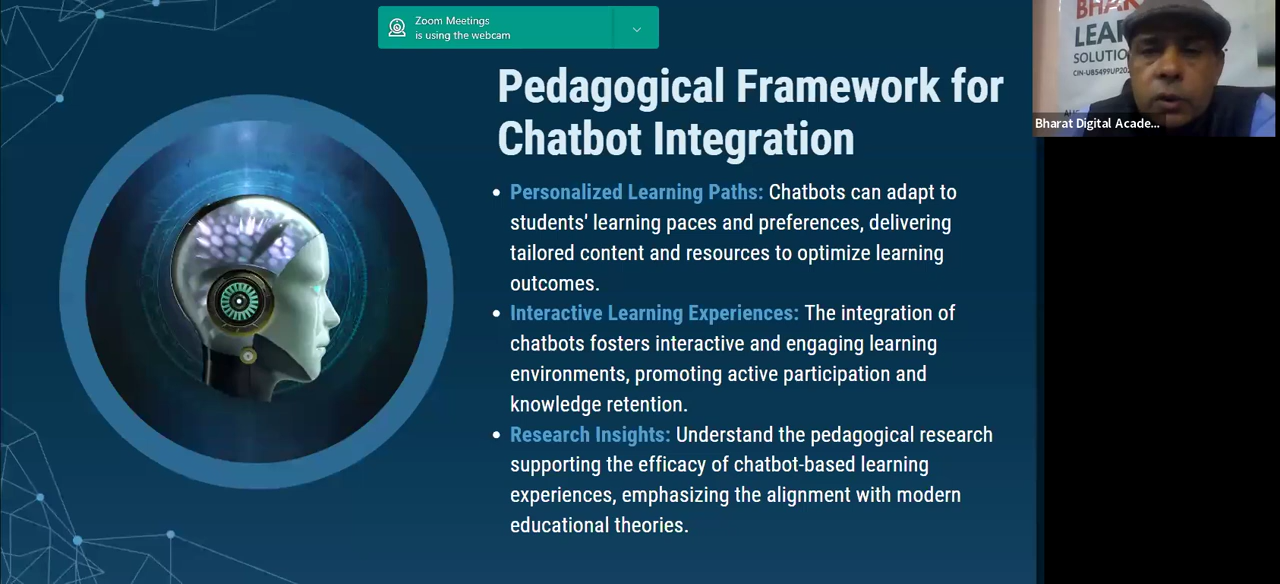 Zoom Meetings
is using the webcam
Pedagogical Framework for
Chatbot Integration
• Personalized Learning Paths: Chatbots can adapt to
students' learning paces and preferences, delivering
tailored content and resources to optimize learning
outcomes.
• Interactive Learning Experiences: The integration of
chatbots fosters interactive and engaging learning
environments, promoting active participation and
knowledge retention.
• Research Insights: Understand the pedagogical research
supporting the efficacy of chatbot-based learning
experiences, emphasizing the alignment with modern
educational theories.
BHAR
LEAR
SOLUTION
Bharat Digital Acade...